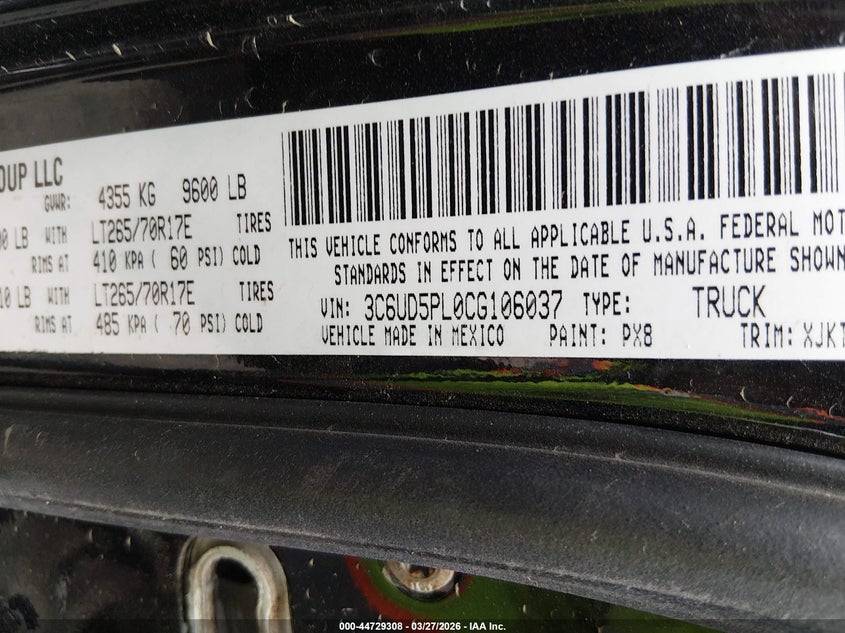 OUP LLC
GVWR: 4355 KG 9600 LB
0 LB WITH LT265/70R17E TIRES
RIMS AT 410 KPA ( 60 PSI) COLD
10 LB WITH LT265/70R17E TIRES
RIMS AT 485 KPA ( 70 PSI) COLD
THIS VEHICLE CONFORMS TO ALL APPLICABLE U.S.A. FEDERAL MOT
STANDARDS IN EFFECT ON THE DATE OF MANUFACTURE SHOWN
VIN: 3C6UD5PL0CG106037 TYPE: TRUCK
VEHICLE MADE IN MEXICO PAINT: PX8 TRIM: XJKT
000-44729308 - 03/27/2026 - IAA Inc.